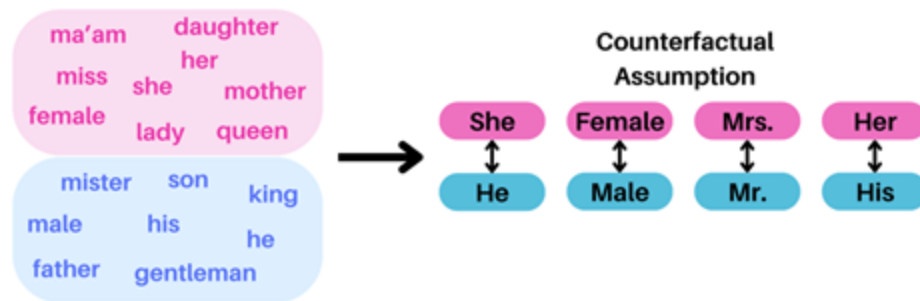 ma'am
daughter
her
miss
she
mother
female
lady
queen
mister
son
king
male
his
he
father
gentleman
Counterfactual
Assumption
She
Female
Mrs.
Her
He
Male
Mr.
His